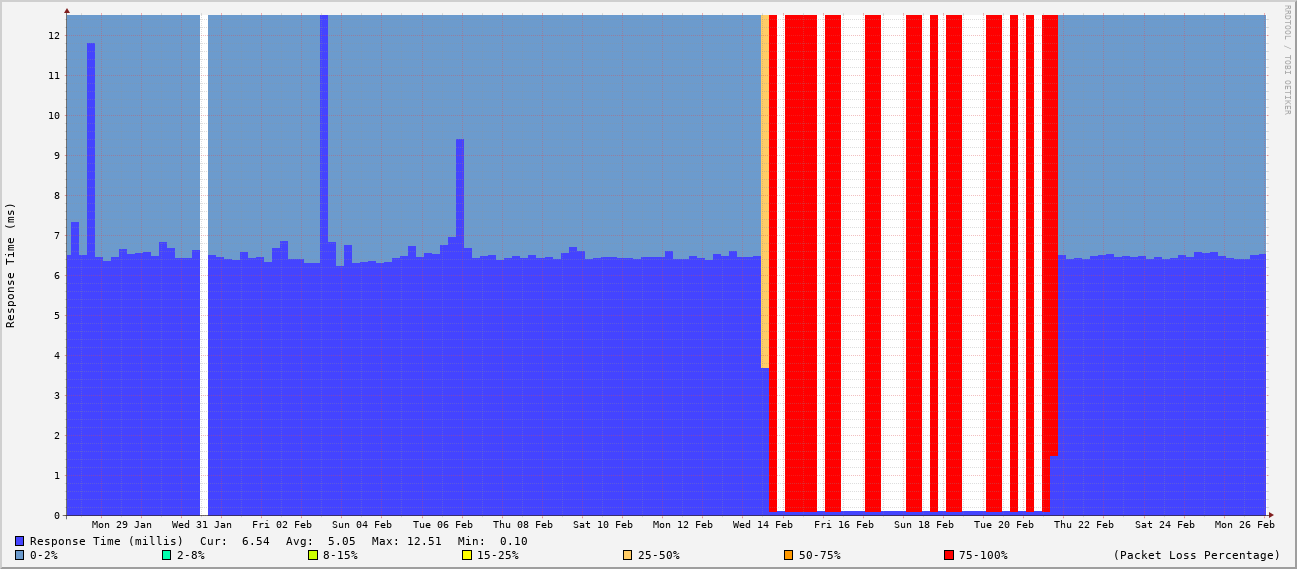 RRDTOOL / TOBI OETIKER
Response Time (ms)
12
11
10
9
8
7
6
5
4
3
2
1
0
Mon 29 Jan Wed 31 Jan Fri 02 Feb Sun 04 Feb Tue 06 Feb Thu 08 Feb Sat 10 Feb Mon 12 Feb Wed 14 Feb Fri 16 Feb Sun 18 Feb Tue 20 Feb Thu 22 Feb Sat 24 Feb Mon 26 Feb
Response Time (millis) Cur: 6.54 Avg: 5.05 Max: 12.51 Min: 0.10
0-2% 2-8% 8-15% 15-25% 25-50% 50-75% 75-100% (Packet Loss Percentage)